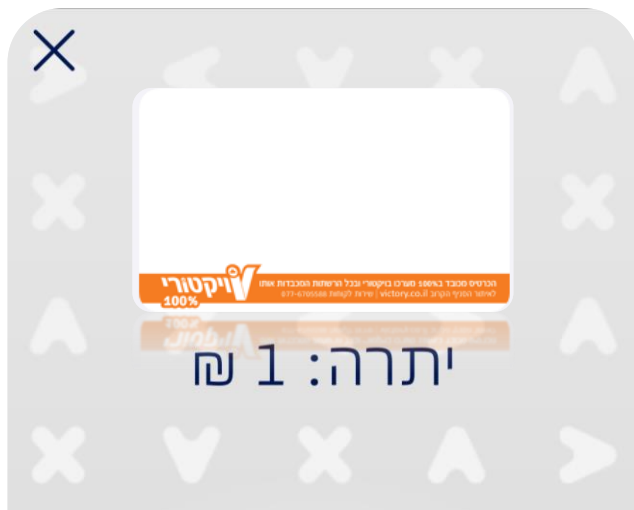 הכרטיס מכובד ב100% מערכו בויקטורי ובכל הרשתות המכבדות אותו
לאיתור הסניף הקרוב victory.co.il | שירות לקוחות 077-6705588
ויקטורי
100%
יתרה: 1 ₪